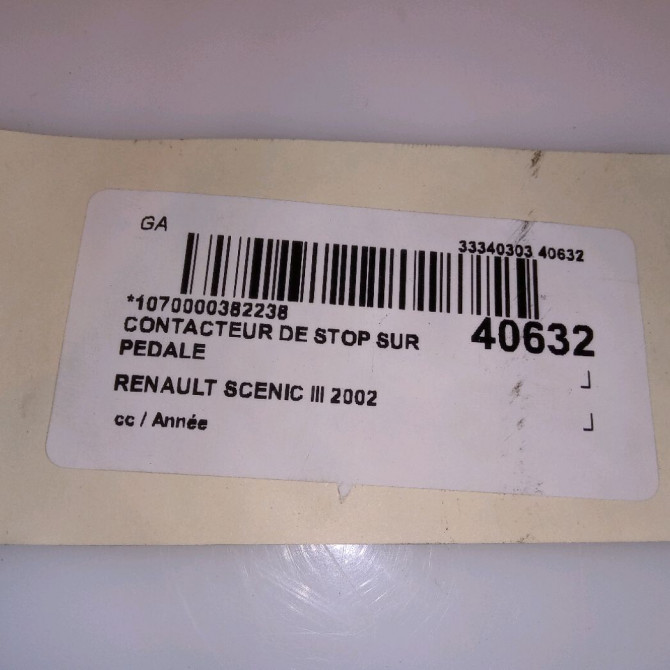 GA
33340303 40632
*1070000382238
CONTACTEUR DE STOP SUR
PEDALE
40632
RENAULT SCENIC III 2002
cc / Année